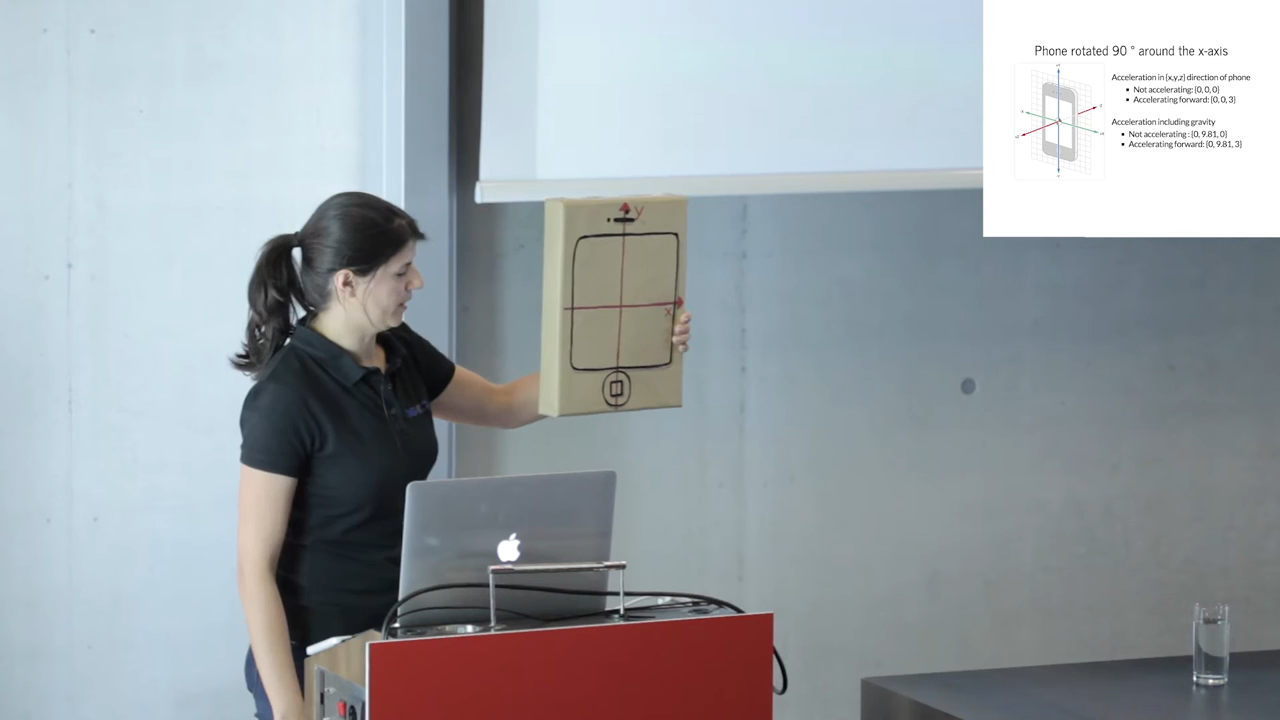 Phone rotated 90 ° around the x-axis
Acceleration in {x,y,z} direction of phone
▪ Not accelerating: {0, 0, 0}
▪ Accelerating forward: {0, 0, 3}
Acceleration including gravity
▪ Not accelerating : {0, 9.81, 0}
▪ Accelerating forward: {0, 9.81, 3}
y
x